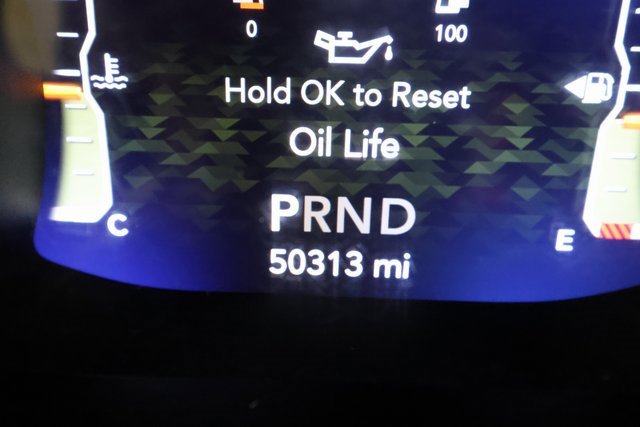 0 100
Hold OK to Reset
Oil Life
PRND
C E
50313 mi